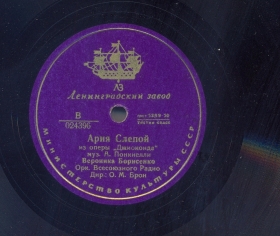 ЛЗ
Ленинградский завод
В
024396
Ария Слепой
из оперы „Джиоконда"
муз. А. Понкиелли
Вероника Борисенко
Орк. Всесоюзного Радио
Дир: О. М. Брон
МИНИСТЕРСТВО КУЛЬТУРЫ СССР